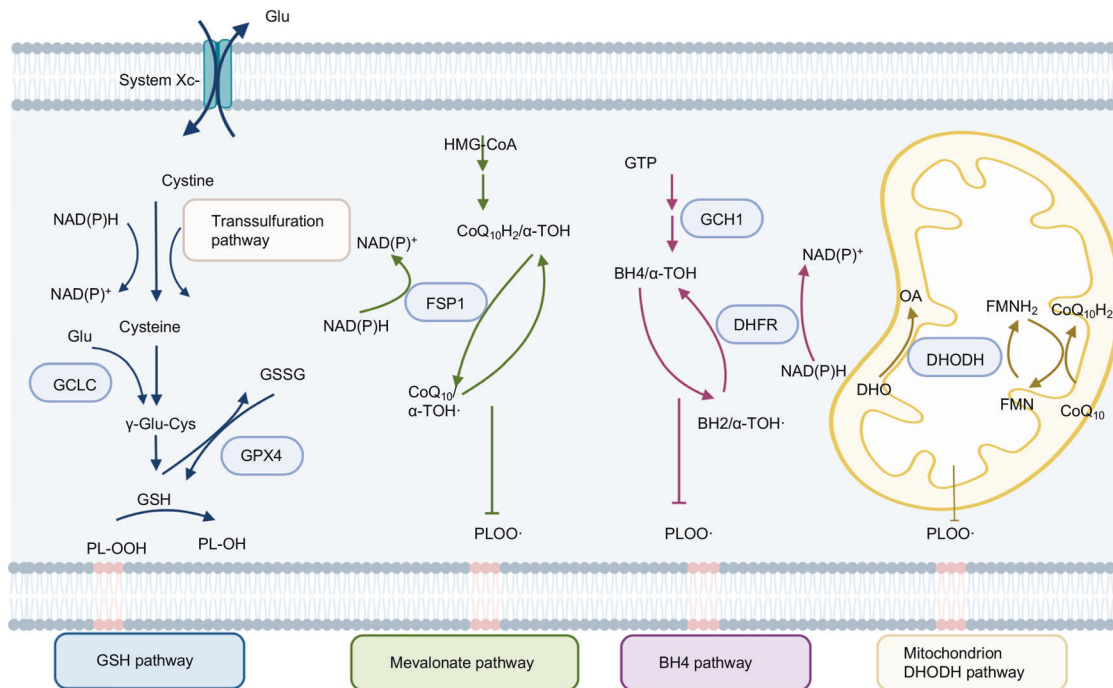 Glu
System Xc-
Cystine
NAD(P)H
Transsulfuration
pathway
NAD(P)⁺
Cysteine
Glu
GCLC
GSSG
γ-Glu-Cys
GPX4
GSH
PL-OOH
PL-OH
HMG-CoA
CoQ₁₀H₂/α-TOH
NAD(P)⁺
FSP1
NAD(P)H
CoQ₁₀/
α-TOH·
PLOO·
GTP
GCH1
BH4/α-TOH
NAD(P)⁺
DHFR
NAD(P)H
BH2/α-TOH·
PLOO·
OA
FMNH₂
CoQ₁₀H₂
DHODH
DHO
FMN
CoQ₁₀
PLOO·
GSH pathway
Mevalonate pathway
BH4 pathway
Mitochondrion
DHODH pathway